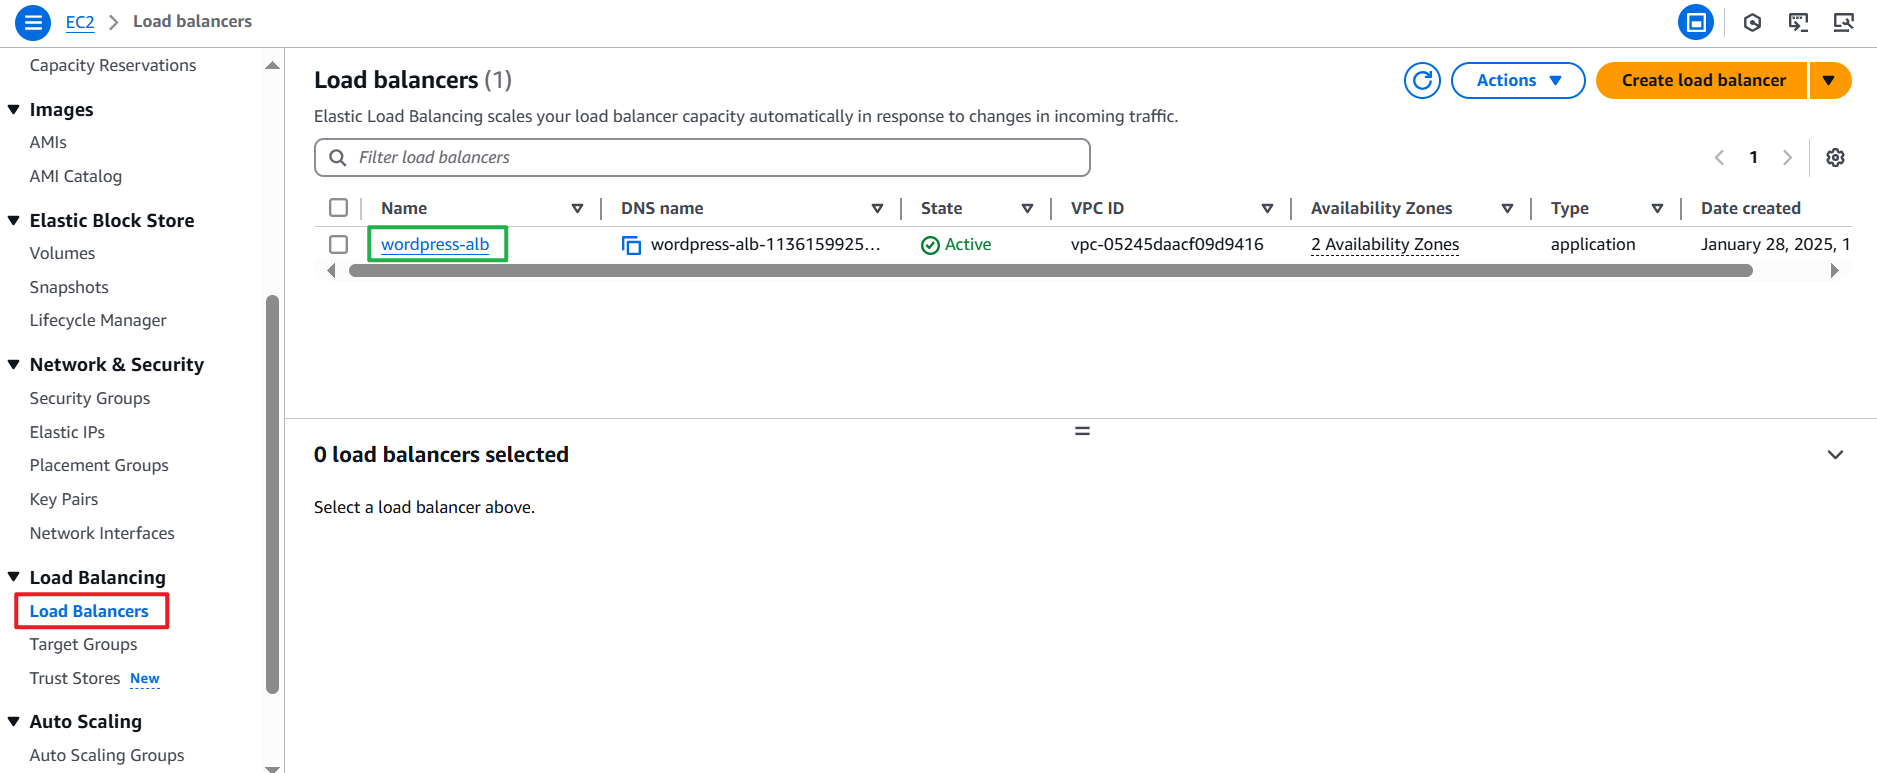 EC2 > Load balancers
Capacity Reservations
Images
AMIs
AMI Catalog
Elastic Block Store
Volumes
Snapshots
Lifecycle Manager
Network & Security
Security Groups
Elastic IPs
Placement Groups
Key Pairs
Network Interfaces
Load Balancing
Load Balancers
Target Groups
Trust Stores New
Auto Scaling
Auto Scaling Groups
Load balancers (1)
Actions
Create load balancer
Elastic Load Balancing scales your load balancer capacity automatically in response to changes in incoming traffic.
Filter load balancers
1
Name DNS name State VPC ID Availability Zones Type Date created
wordpress-alb wordpress-alb-1136159925... Active vpc-05245daacf09d9416 2 Availability Zones application January 28, 2025, 1
0 load balancers selected
Select a load balancer above.